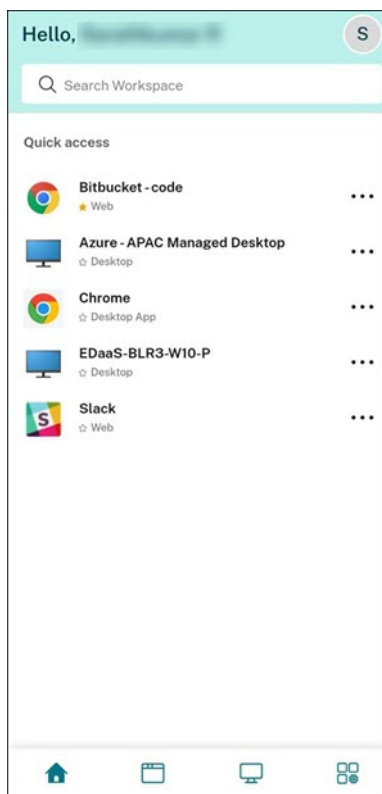 Hello,
S
Search Workspace
Quick access
Bitbucket - code
Web
Azure - APAC Managed Desktop
Desktop
Chrome
Desktop App
EDaaS-BLR3-W10-P
Desktop
S
Slack
Web